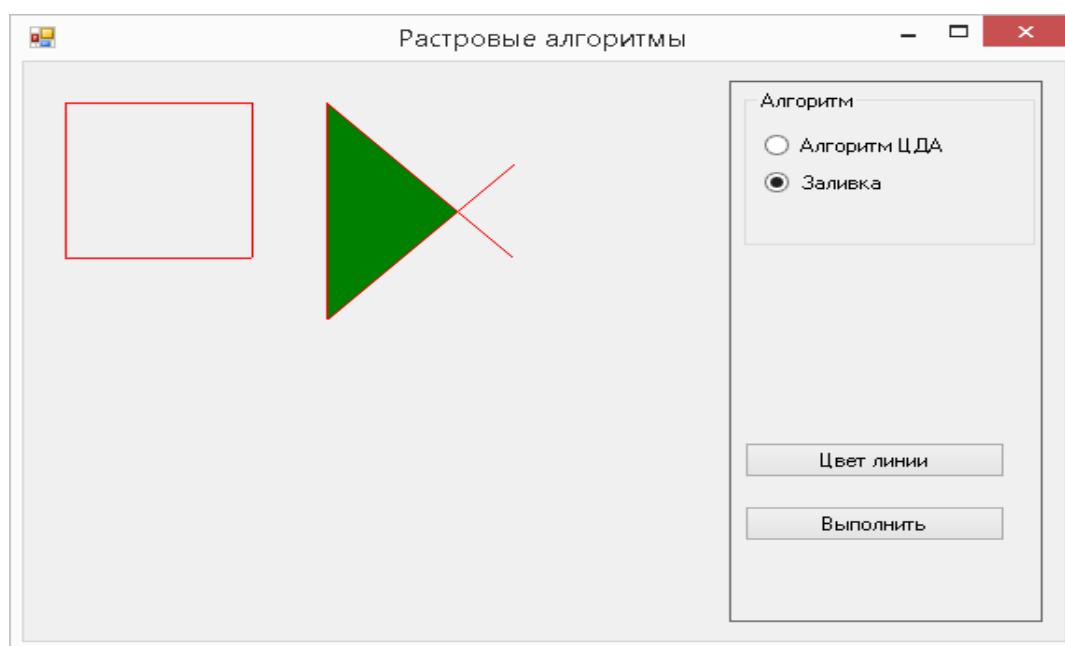 Растровые алгоритмы
Алгоритм
Алгоритм ЦДА
Заливка
Цвет линии
Выполнить